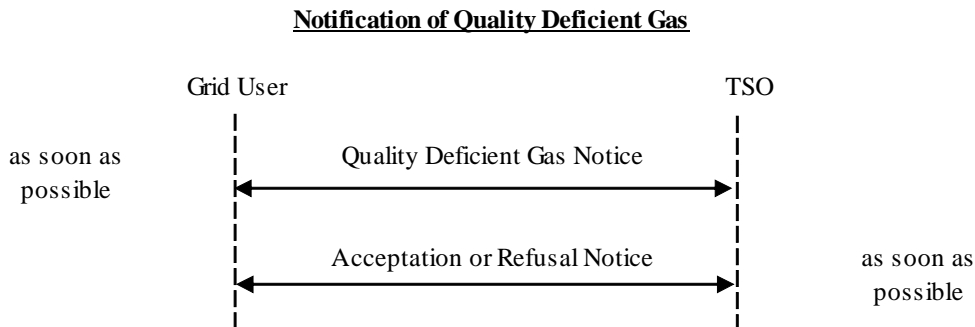 Notification of Quality Deficient Gas
Grid User TSO
as soon as
possible
Quality Deficient Gas Notice
Acceptation or Refusal Notice
as soon as
possible